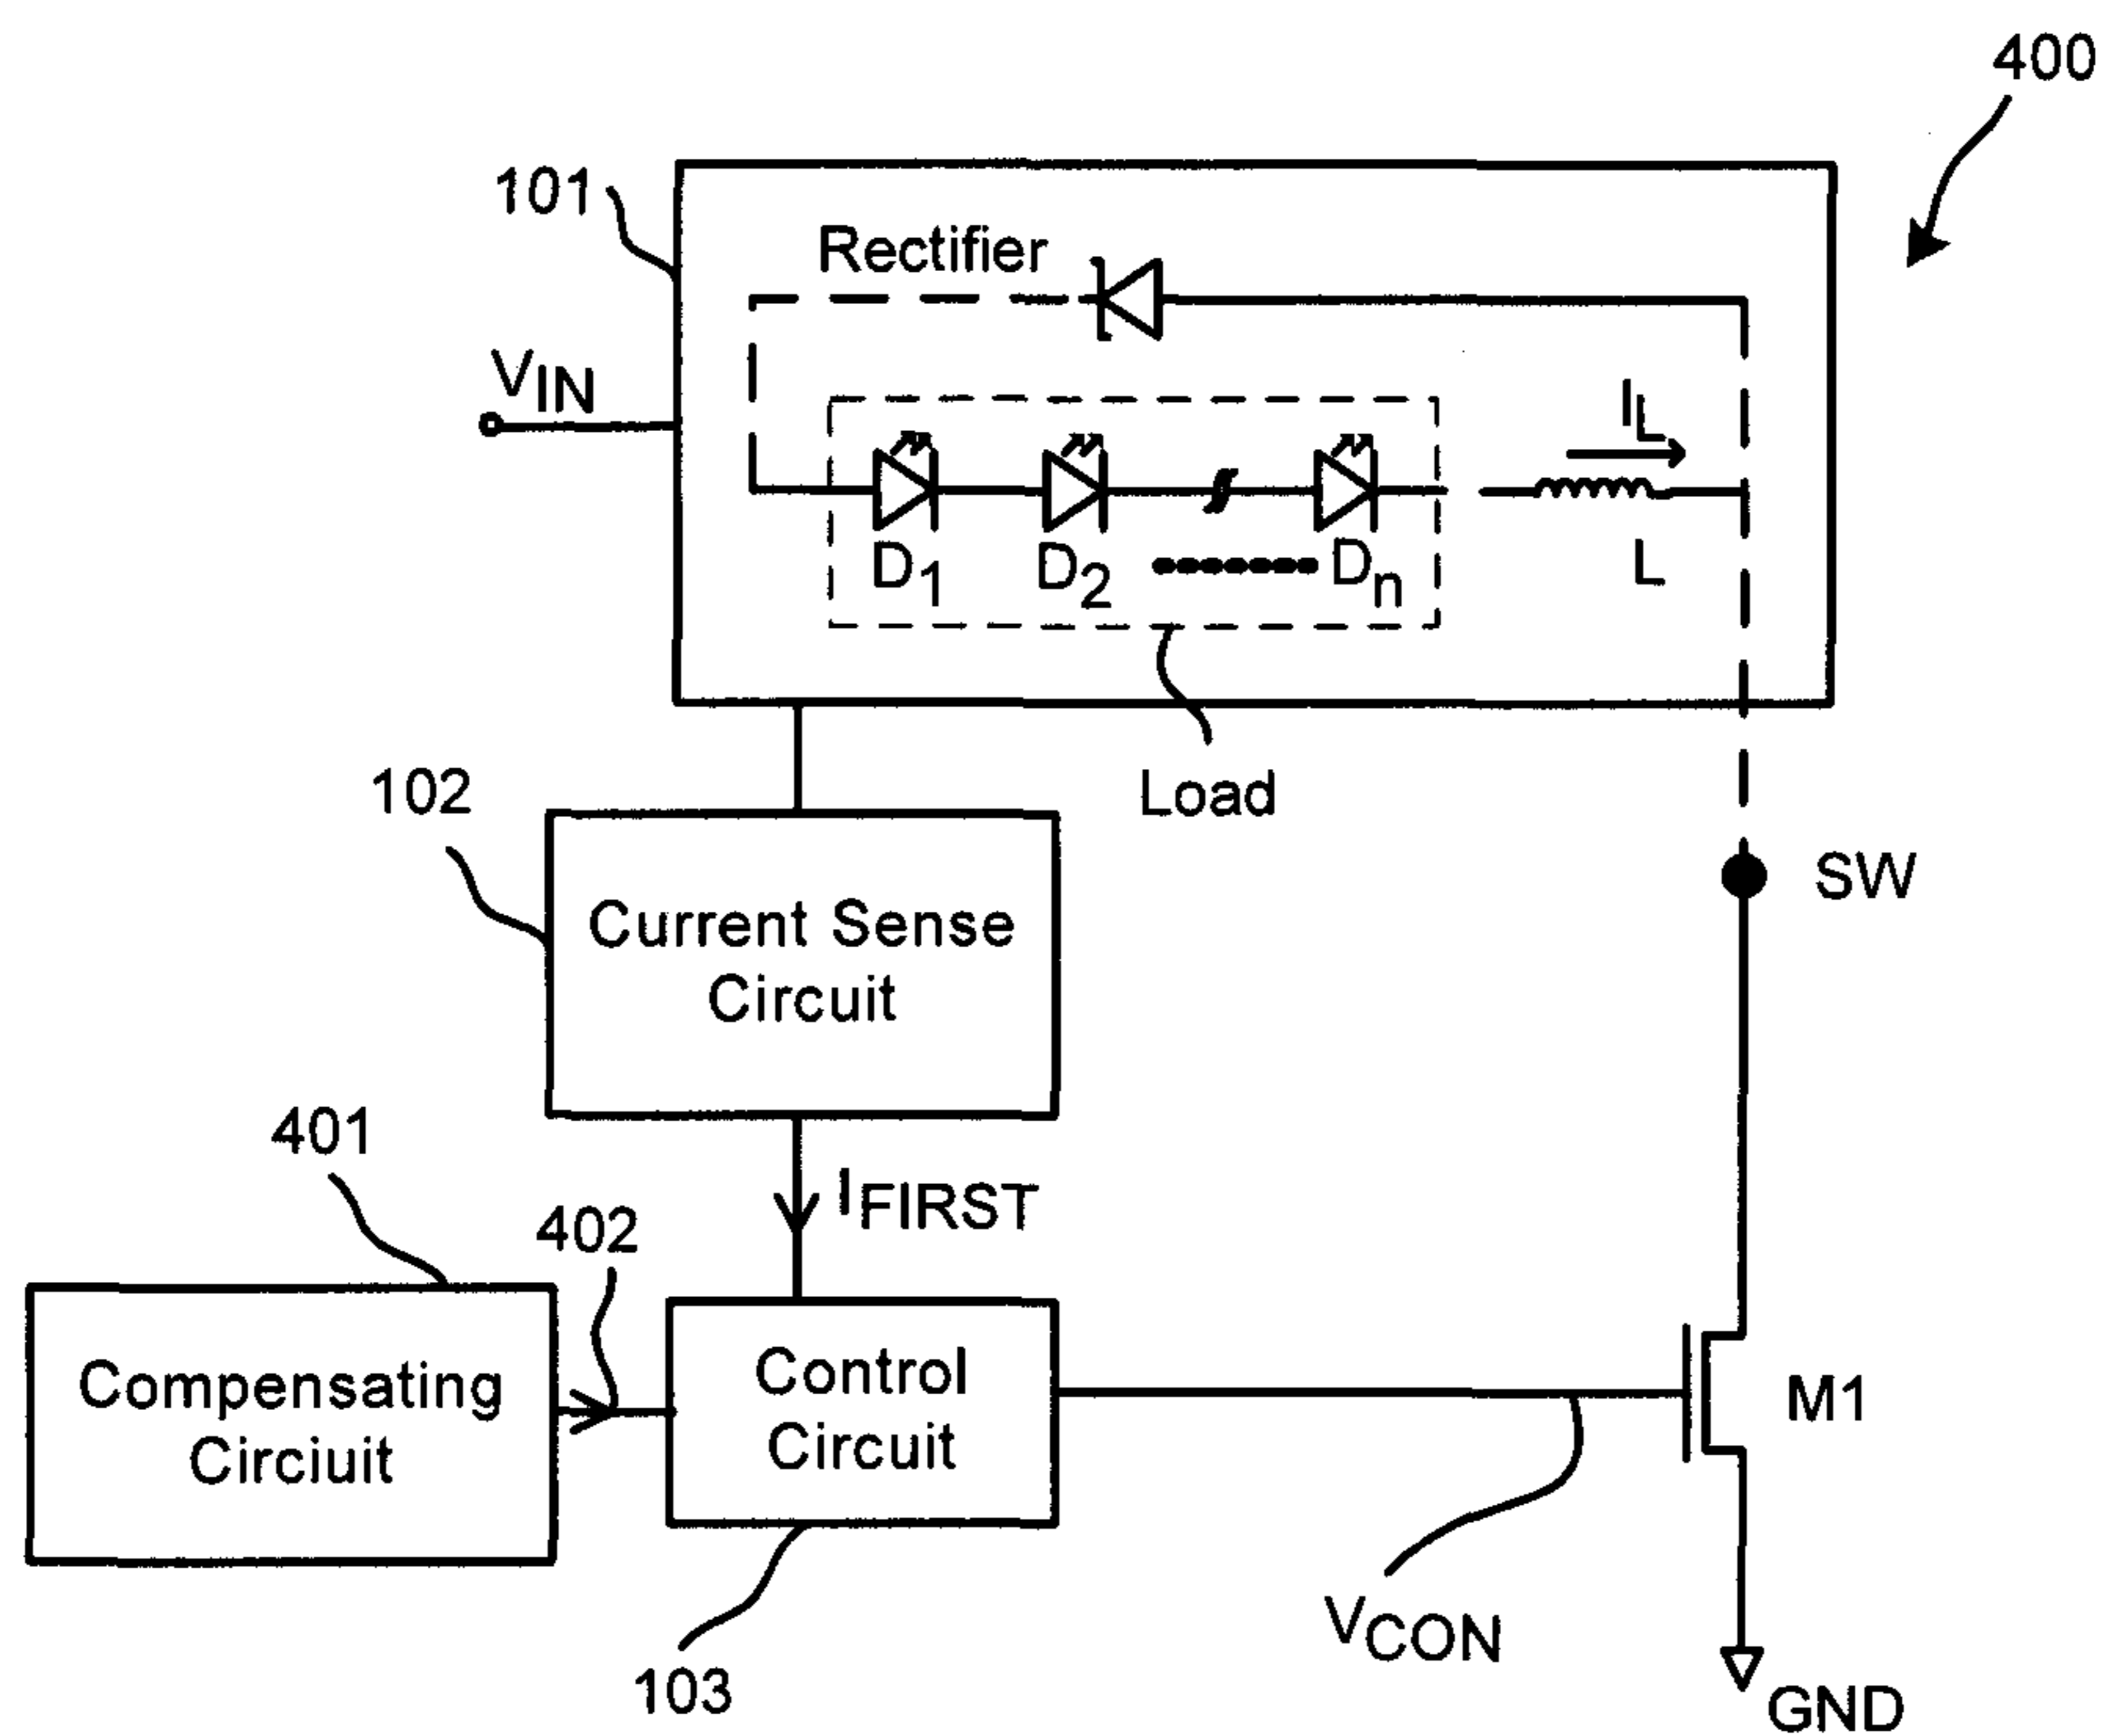 400
101
Rectifier
VIN
IL
D1
D2
Dn
L
Load
102
SW
Current Sense
Circuit
401
402
IFIRST
Compensating
Circiuit
Control
Circuit
M1
VCON
103
GND